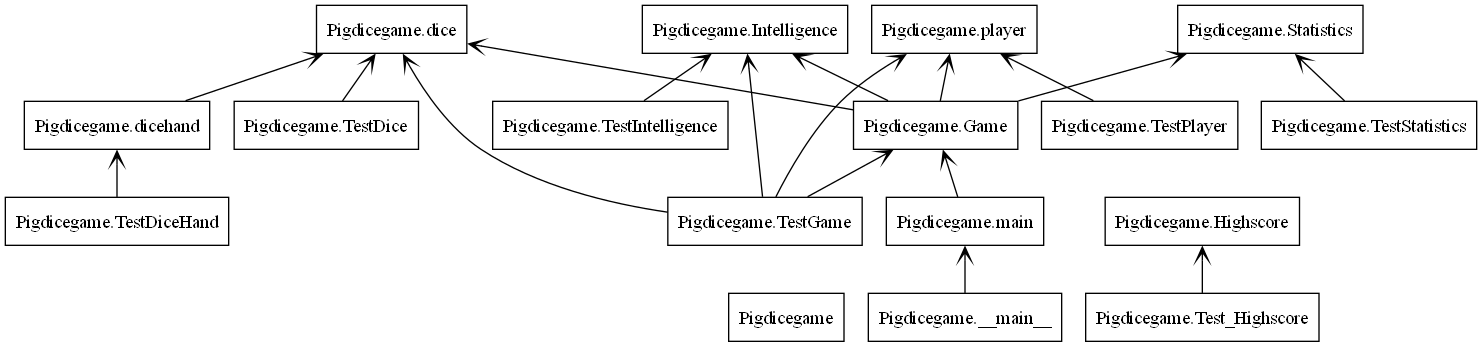 Pigdicegame.dice
Pigdicegame.Intelligence
Pigdicegame.player
Pigdicegame.Statistics
Pigdicegame.dicehand
Pigdicegame.TestDice
Pigdicegame.TestIntelligence
Pigdicegame.Game
Pigdicegame.TestPlayer
Pigdicegame.TestStatistics
Pigdicegame.TestDiceHand
Pigdicegame.TestGame
Pigdicegame.main
Pigdicegame.Highscore
Pigdicegame
Pigdicegame.__main__
Pigdicegame.Test_Highscore